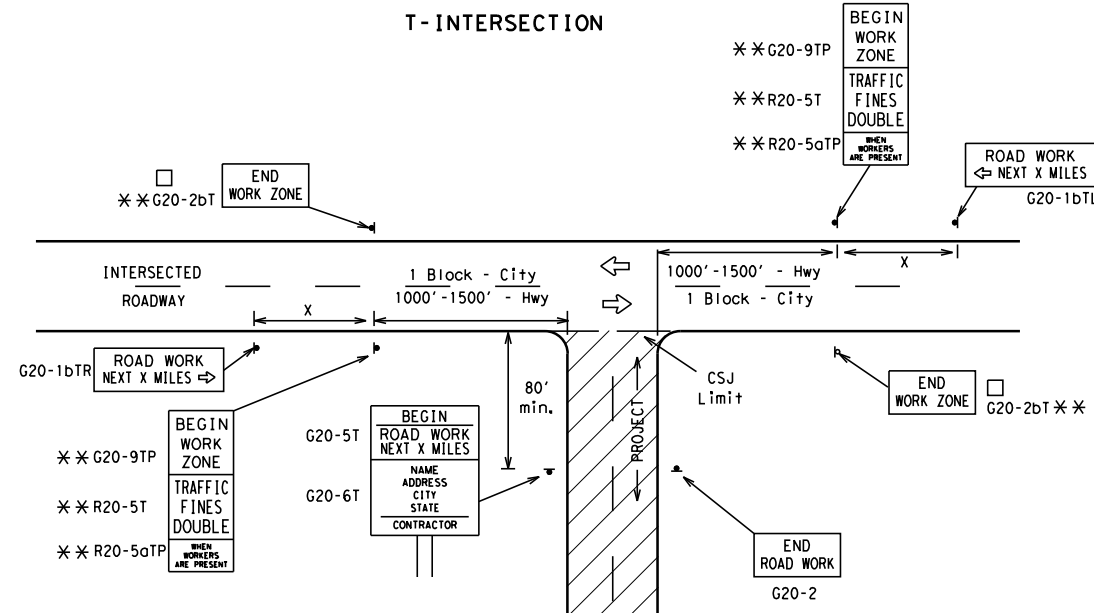 T-INTERSECTION
BEGIN
WORK
ZONE
TRAFFIC
FINES
DOUBLE
WHEN
WORKERS
ARE PRESENT
**G20-9TP
**R20-5T
**R20-5aTP
ROAD WORK
⇦ NEXT X MILES
G20-1bTL
END
WORK ZONE
□
**G20-2bT
INTERSECTED
ROADWAY
1 Block - City
1000'-1500' - Hwy
X
⇦
⇨
1000'-1500' - Hwy
1 Block - City
X
G20-1bTR
ROAD WORK
NEXT X MILES ⇨
80'
min.
CSJ
Limit
PROJECT
END
WORK ZONE
□
G20-2bT **
BEGIN
WORK
ZONE
TRAFFIC
FINES
DOUBLE
WHEN
WORKERS
ARE PRESENT
** G20-9TP
** R20-5T
** R20-5aTP
G20-5T
BEGIN
ROAD WORK
NEXT X MILES
G20-6T
NAME
ADDRESS
CITY
STATE
CONTRACTOR
END
ROAD WORK
G20-2